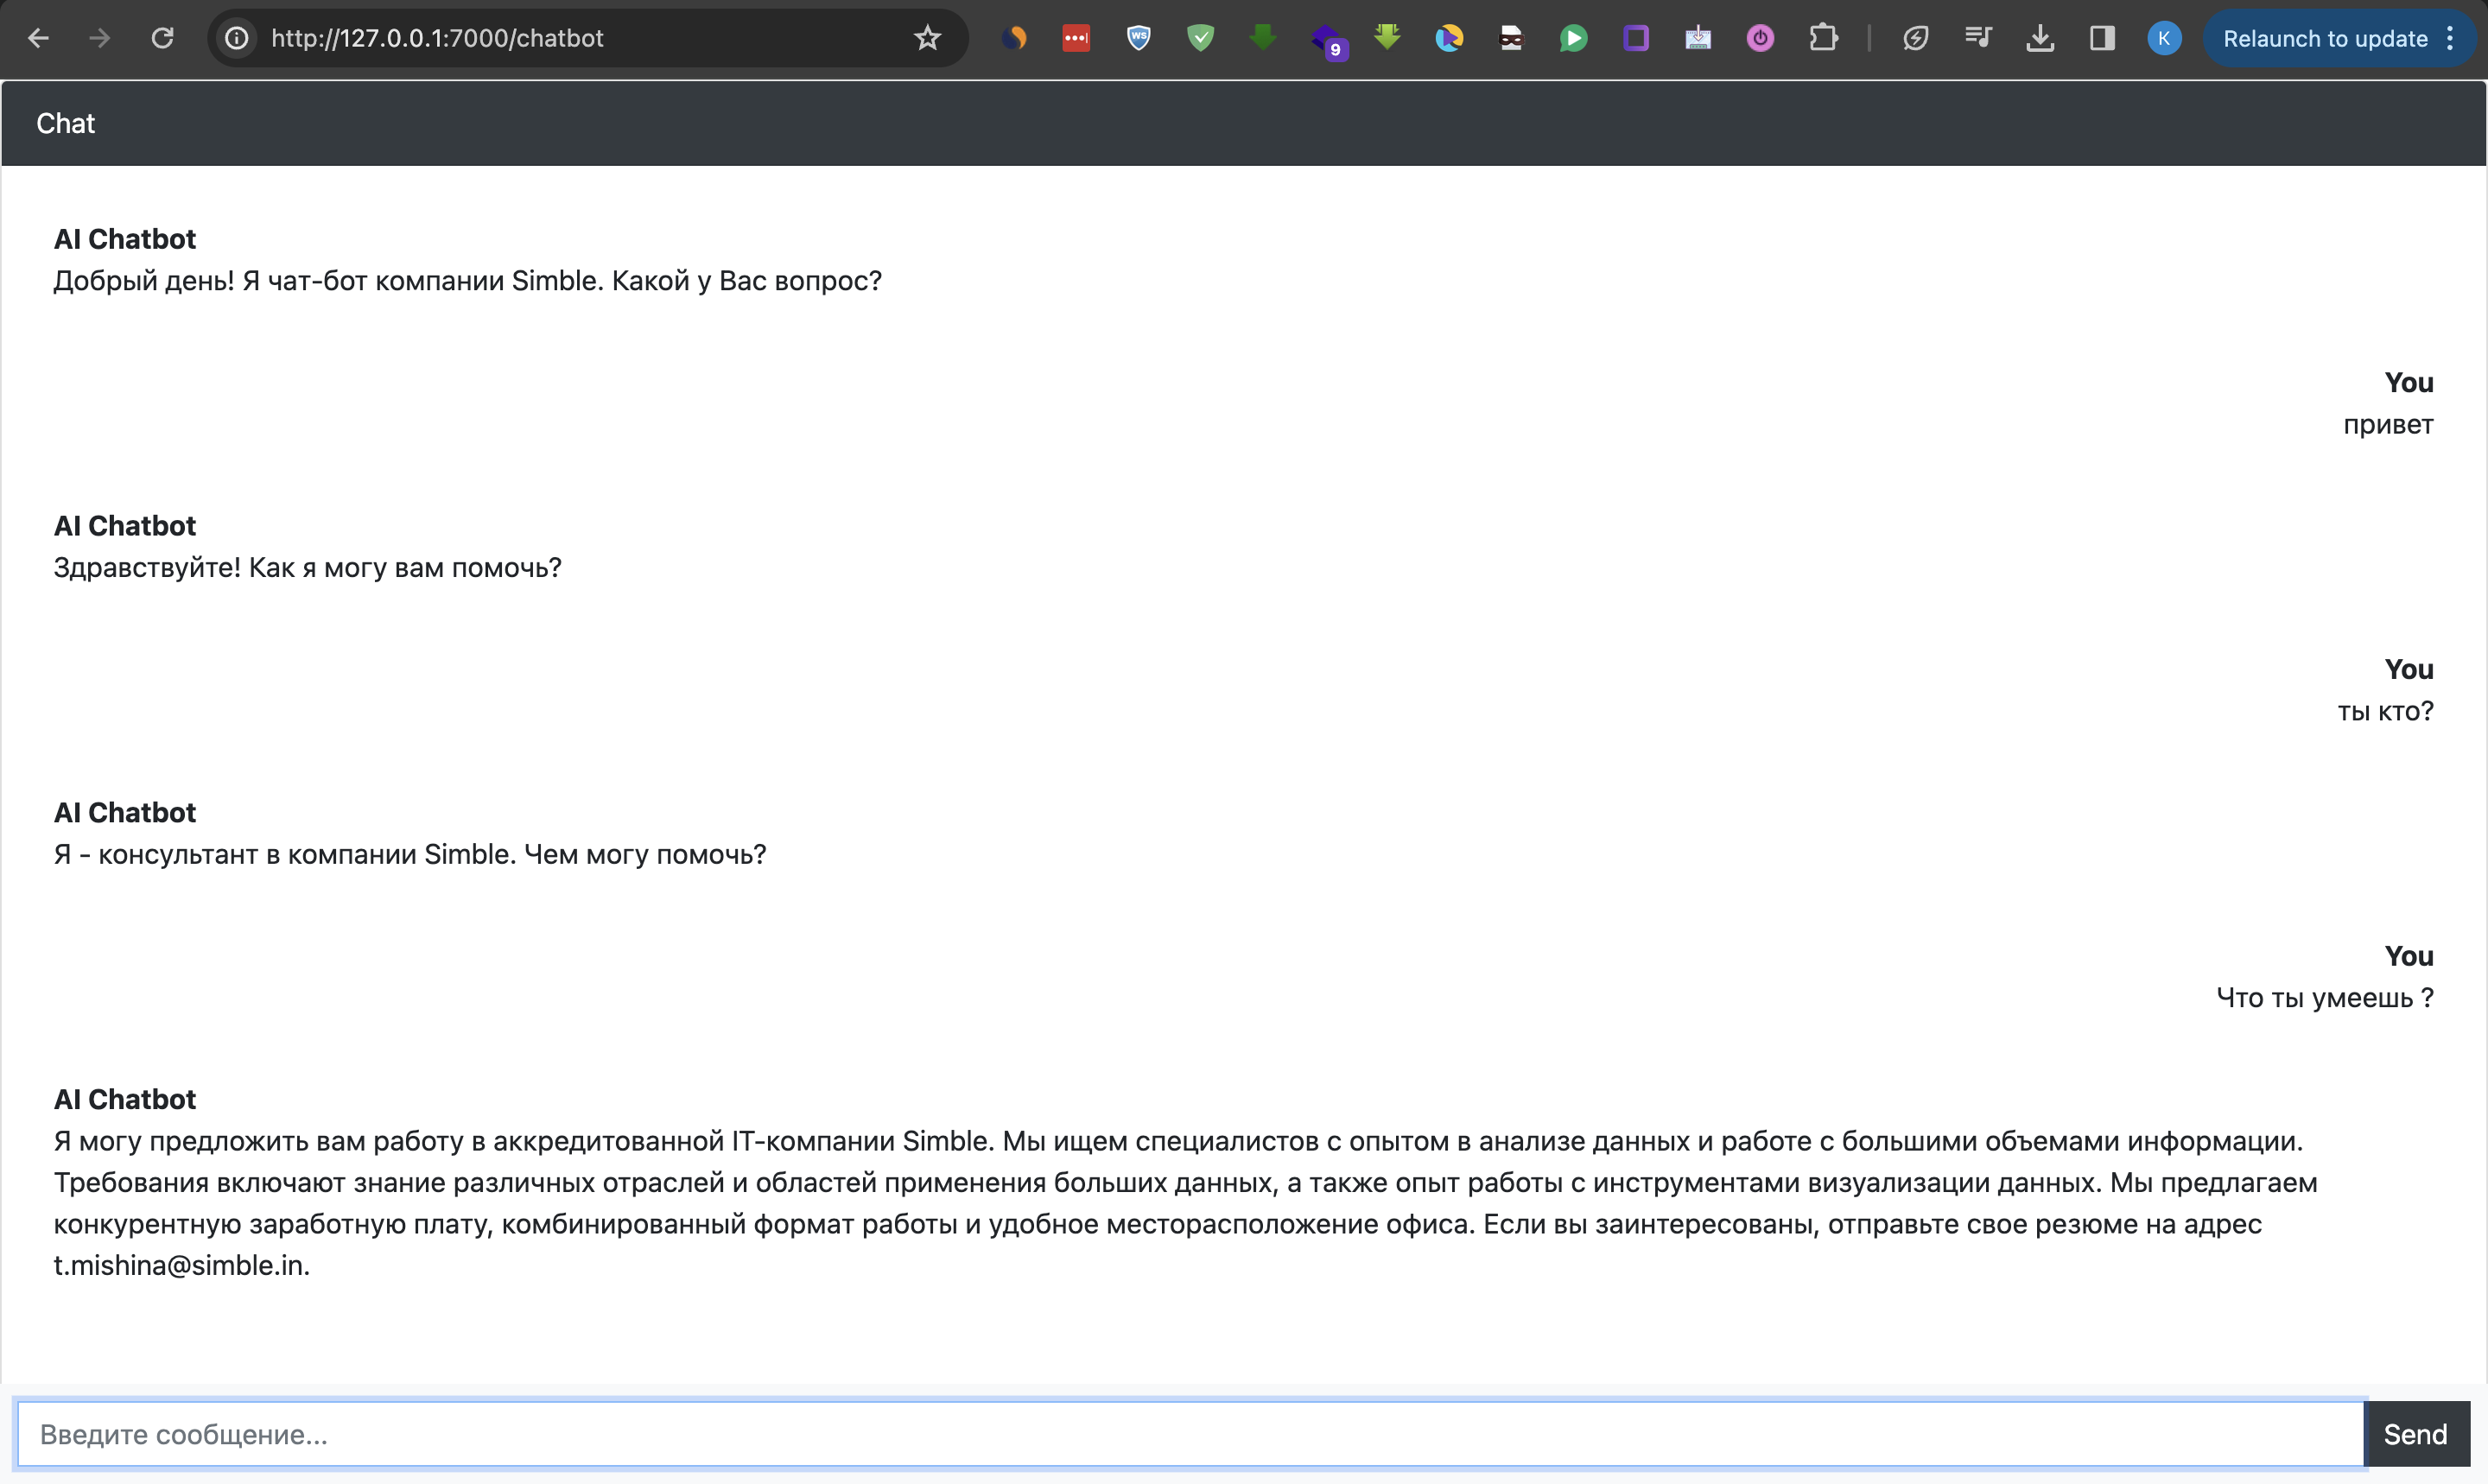 http://127.0.0.1:7000/chatbot
9
K
Relaunch to update
Chat
AI Chatbot
Добрый день! Я чат-бот компании Simble. Какой у Вас вопрос?
You
привет
AI Chatbot
Здравствуйте! Как я могу вам помочь?
You
ты кто?
AI Chatbot
Я - консультант в компании Simble. Чем могу помочь?
You
Что ты умеешь ?
AI Chatbot
Я могу предложить вам работу в аккредитованной IT-компании Simble. Мы ищем специалистов с опытом в анализе данных и работе с большими объемами информации.
Требования включают знание различных отраслей и областей применения больших данных, а также опыт работы с инструментами визуализации данных. Мы предлагаем
конкурентную заработную плату, комбинированный формат работы и удобное месторасположение офиса. Если вы заинтересованы, отправьте свое резюме на адрес
t.mishina@simble.in.
Введите сообщение...
Send